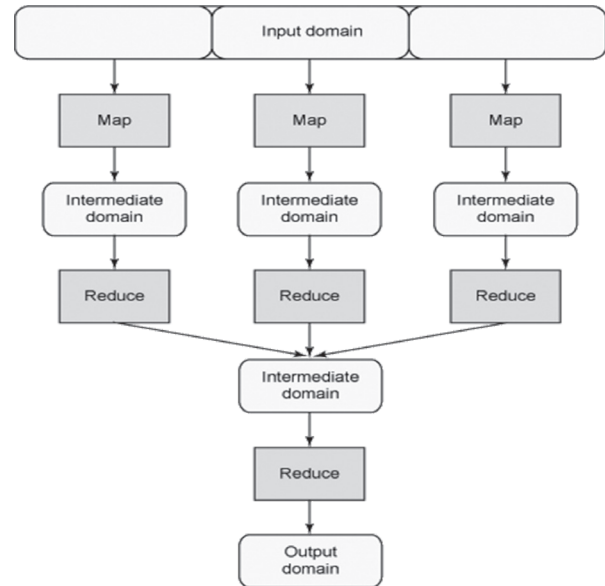 Input domain
Map
Map
Map
Intermediate
domain
Intermediate
domain
Intermediate
domain
Reduce
Reduce
Reduce
Intermediate
domain
Reduce
Output
domain